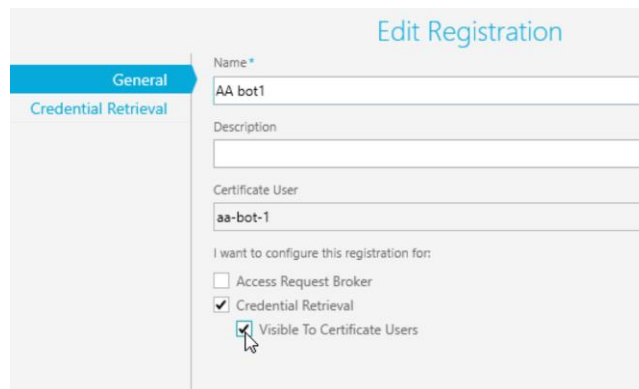 Edit Registration
General
Credential Retrieval
Name*
AA bot1
Description
Certificate User
aa-bot-1
I want to configure this registration for:
Access Request Broker
Credential Retrieval
Visible To Certificate Users